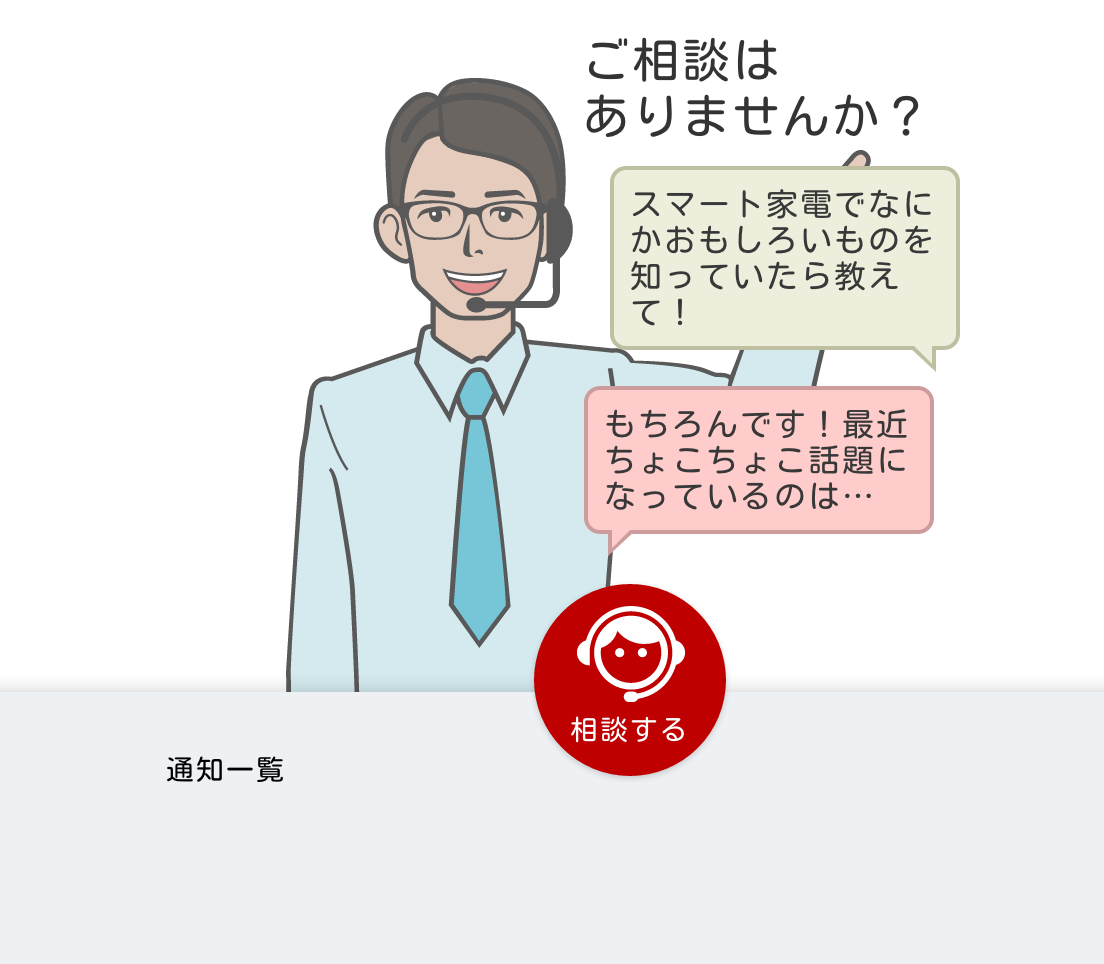 ご相談は
ありませんか？
スマート家電でなに
かおもしろいものを
知っていたら教え
て！
もちろんです！最近
ちょこちょこ話題に
なっているのは…
相談する
通知一覧